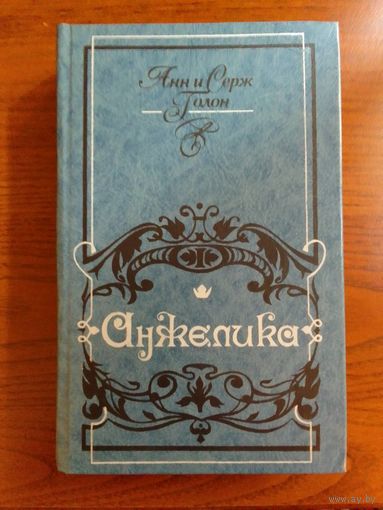 Анн и Серж
Голон
Анжелика
www.ay.by